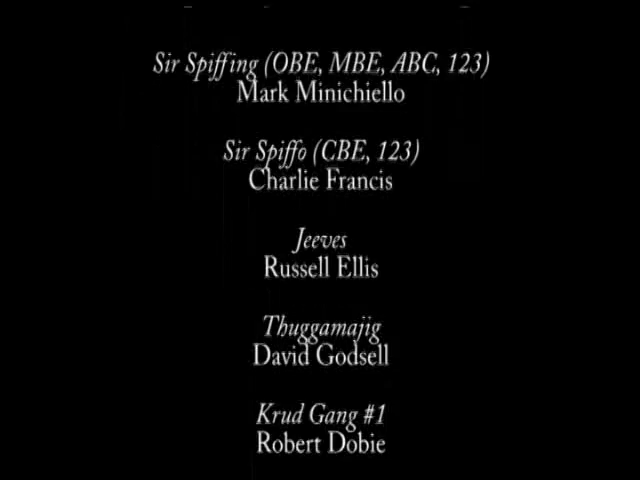 Sir Spiffing (OBE, MBE, ABC, 123)
Mark Minichiello
Sir Spiffo (CBE, 123)
Charlie Francis
Jeeves
Russell Ellis
Thuggamajig
David Godsell
Krud Gang #1
Robert Dobie